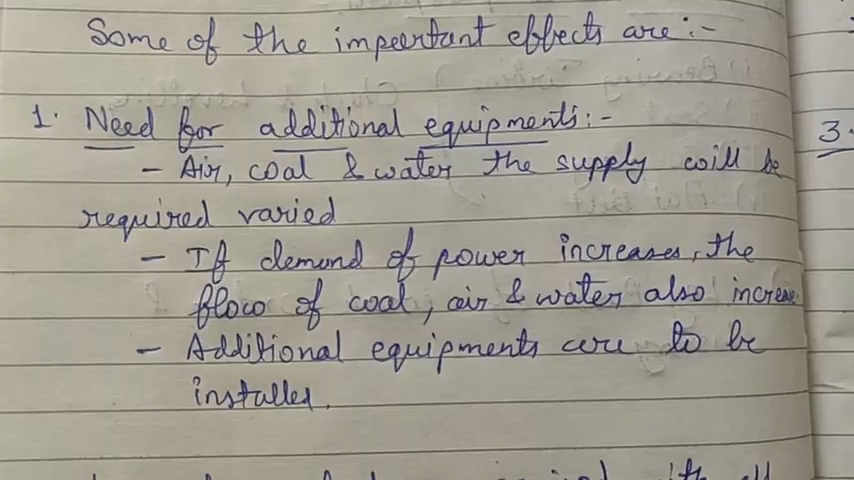 Some of the impeertant effects are:-
1. Need for additional equipments:-
- Air, coal & water the supply will be
required varied
- If demand of power increases, the
flow of coal, air & water also increase
- Additional equipments are to be
installed.
3.